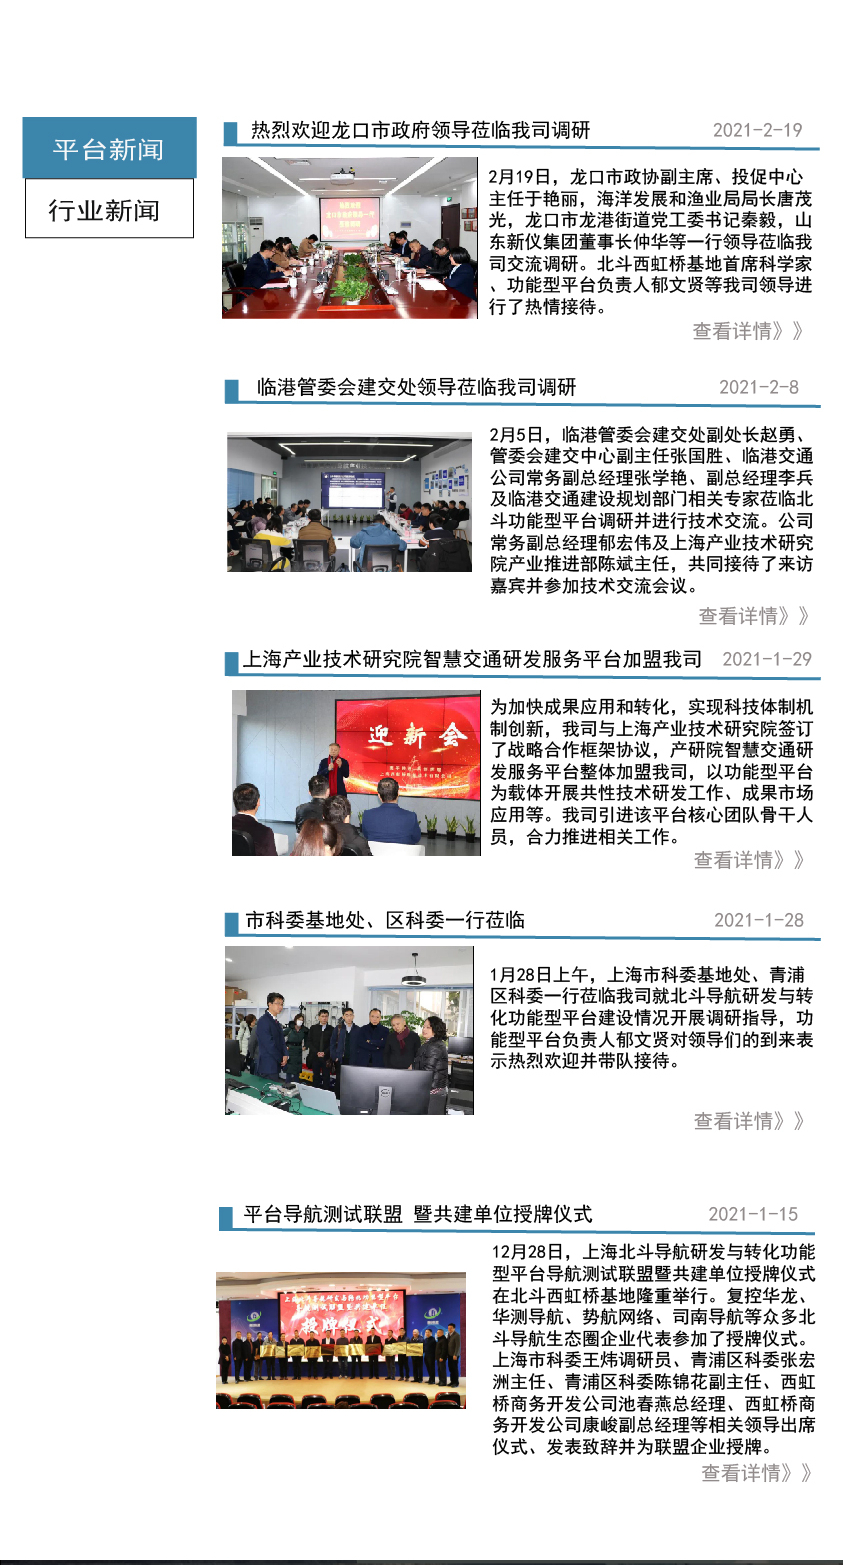 平台新闻
行业新闻
热烈欢迎龙口市政府领导莅临我司调研
2021-2-19
2月19日，龙口市政协副主席、投促中心
主任于艳丽，海洋发展和渔业局局长唐茂
光，龙口市龙港街道党工委书记秦毅，山
东新仪集团董事长仲华等一行领导莅临我
司交流调研。北斗西虹桥基地首席科学家
、功能型平台负责人郁文贤等我司领导进
行了热情接待。
查看详情》》
临港管委会建交处领导莅临我司调研
2021-2-8
2月5日，临港管委会建交处副处长赵勇、
管委会建交中心副主任张国胜、临港交通
公司常务副总经理张学艳、副总经理李兵
及临港交通建设规划部门相关专家莅临北
斗功能型平台调研并进行技术交流。公司
常务副总经理郁宏伟及上海产业技术研究
院产业推进部陈斌主任，共同接待了来访
嘉宾并参加技术交流会议。
查看详情》》
上海产业技术研究院智慧交通研发服务平台加盟我司
2021-1-29
迎新会
为加快成果应用和转化，实现科技体制机
制创新，我司与上海产业技术研究院签订
了战略合作框架协议，产研院智慧交通研
发服务平台整体加盟我司，以功能型平台
为载体开展共性技术研发工作、成果市场
应用等。我司引进该平台核心团队骨干人
员，合力推进相关工作。
查看详情》》
市科委基地处、区科委一行莅临
2021-1-28
1月28日上午，上海市科委基地处、青浦
区科委一行莅临我司就北斗导航研发与转
化功能型平台建设情况开展调研指导，功
能型平台负责人郁文贤对领导们的到来表
示热烈欢迎并带队接待。
查看详情》》
平台导航测试联盟 暨共建单位授牌仪式
2021-1-15
授牌仪式
12月28日，上海北斗导航研发与转化功能
型平台导航测试联盟暨共建单位授牌仪式
在北斗西虹桥基地隆重举行。复控华龙、
华测导航、势航网络、司南导航等众多北
斗导航生态圈企业代表参加了授牌仪式。
上海市科委王炜调研员、青浦区科委张宏
洲主任、青浦区科委陈锦花副主任、西虹
桥商务开发公司池春燕总经理、西虹桥商
务开发公司康峻副总经理等相关领导出席
仪式、发表致辞并为联盟企业授牌。
查看详情》》